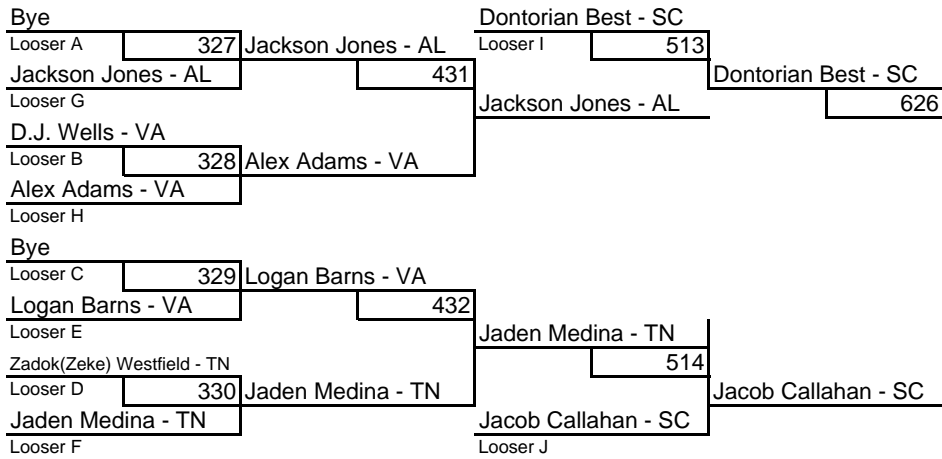 Bye Dontorian Best - SC
Looser A 327 Jackson Jones - AL Looser I 513
Jackson Jones - AL 431 Dontorian Best - SC
Looser G Jackson Jones - AL 626
D.J. Wells - VA
Looser B 328 Alex Adams - VA
Alex Adams - VA
Looser H
Bye
Looser C 329 Logan Barns - VA
Logan Barns - VA 432
Looser E Jaden Medina - TN
Zadok(Zeke) Westfield - TN 514
Looser D 330 Jaden Medina - TN Jacob Callahan - SC
Jaden Medina - TN Jacob Callahan - SC
Looser F Looser J